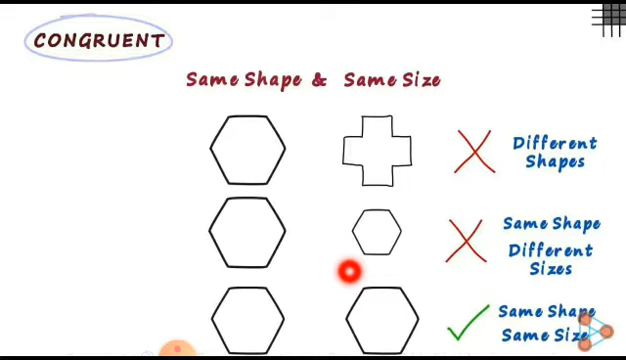 CONGRUENT
Same Shape & Same Size
Different
Shapes
Same Shape
Different
Sizes
Same Shape
Same Size